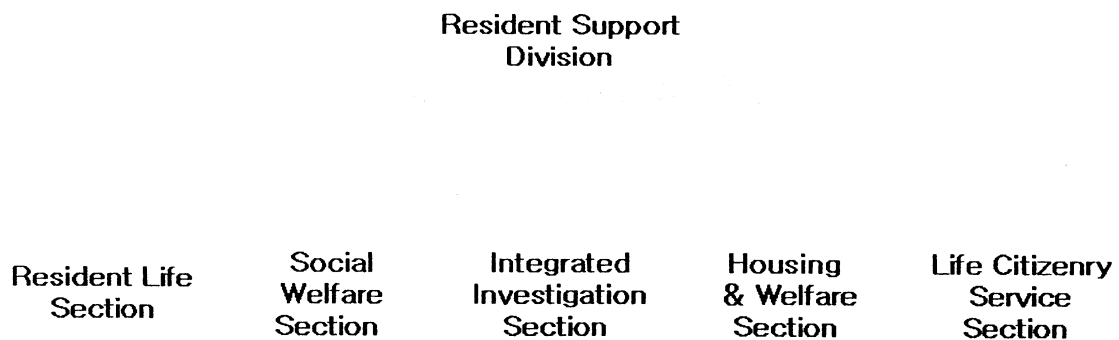 Resident Support
Division
Resident Life
Section
Social
Welfare
Section
Integrated
Investigation
Section
Housing
& Welfare
Section
Life Citizenry
Service
Section